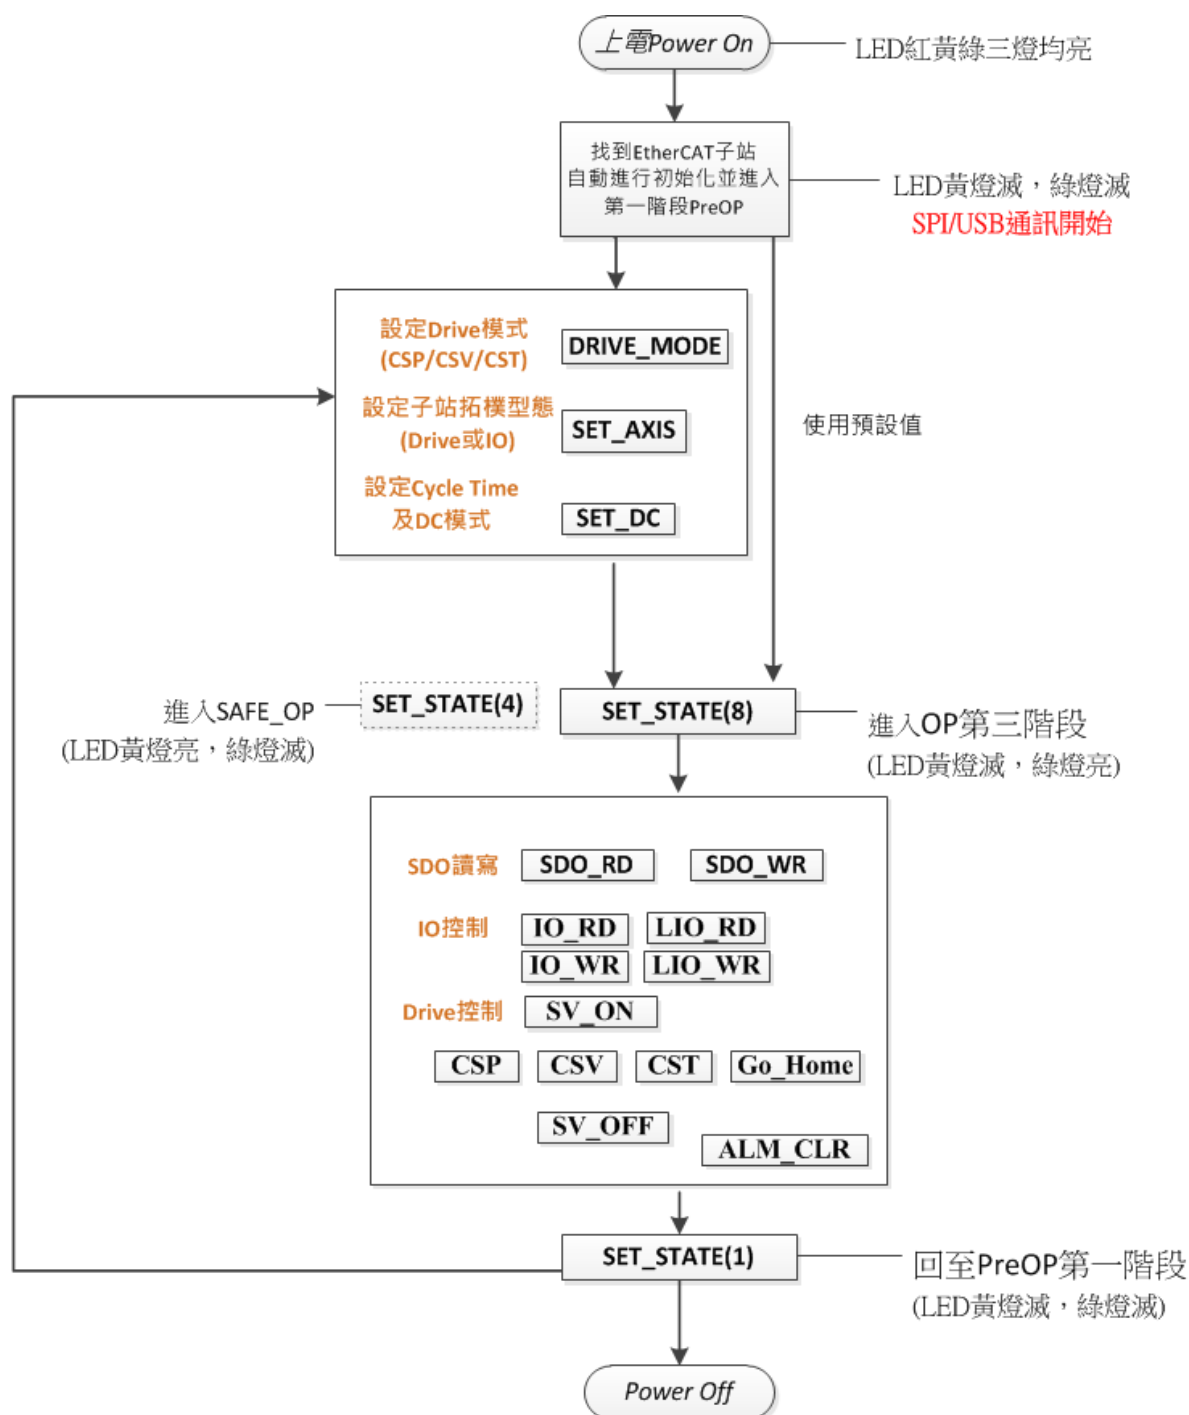 上電Power On
LED紅黃綠三燈均亮
找到EtherCAT子站
自動進行初始化並進入
第一階段PreOP
LED黃燈滅，綠燈滅
SPI/USB通訊開始
設定Drive模式
(CSP/CSV/CST)
DRIVE_MODE
設定子站拓樸型態
(Drive或IO)
SET_AXIS
使用預設值
設定Cycle Time
及DC模式
SET_DC
進入SAFE_OP
(LED黃燈亮，綠燈滅)
SET_STATE(4)
SET_STATE(8)
進入OP第三階段
(LED黃燈滅，綠燈亮)
SDO讀寫
SDO_RD
SDO_WR
IO控制
IO_RD
LIO_RD
IO_WR
LIO_WR
Drive控制
SV_ON
CSP
CSV
CST
Go_Home
SV_OFF
ALM_CLR
SET_STATE(1)
回至PreOP第一階段
(LED黃燈滅，綠燈滅)
Power Off